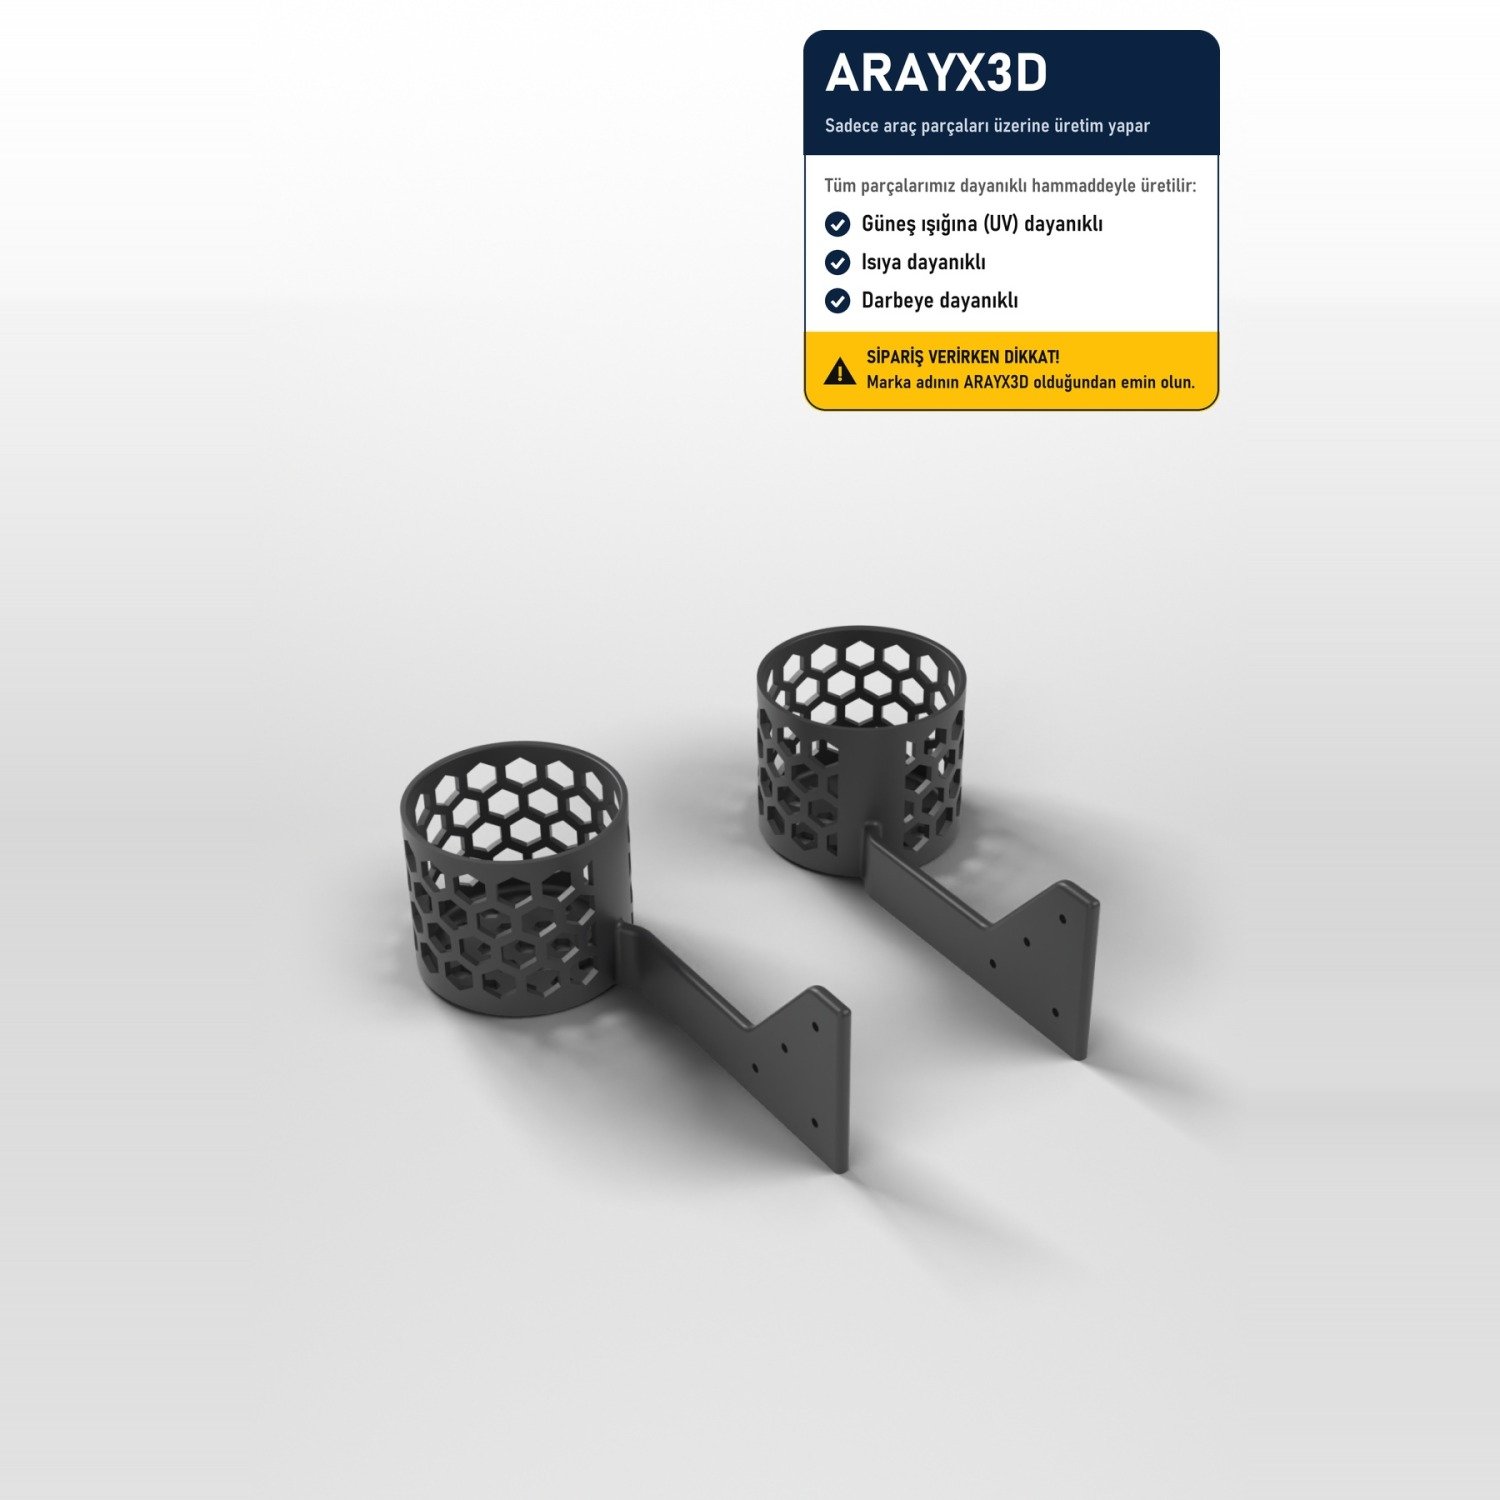 ARAYX3D
Sadece araç parçaları üzerine üretim yapar
Tüm parçalarımız dayanıklı hammaddeyle üretilir:
Güneş ışığına (UV) dayanıklı
Isıya dayanıklı
Darbeye dayanıklı
SİPARİŞ VERİRKEN DİKKAT!
Marka adının ARAYX3D olduğundan emin olun.